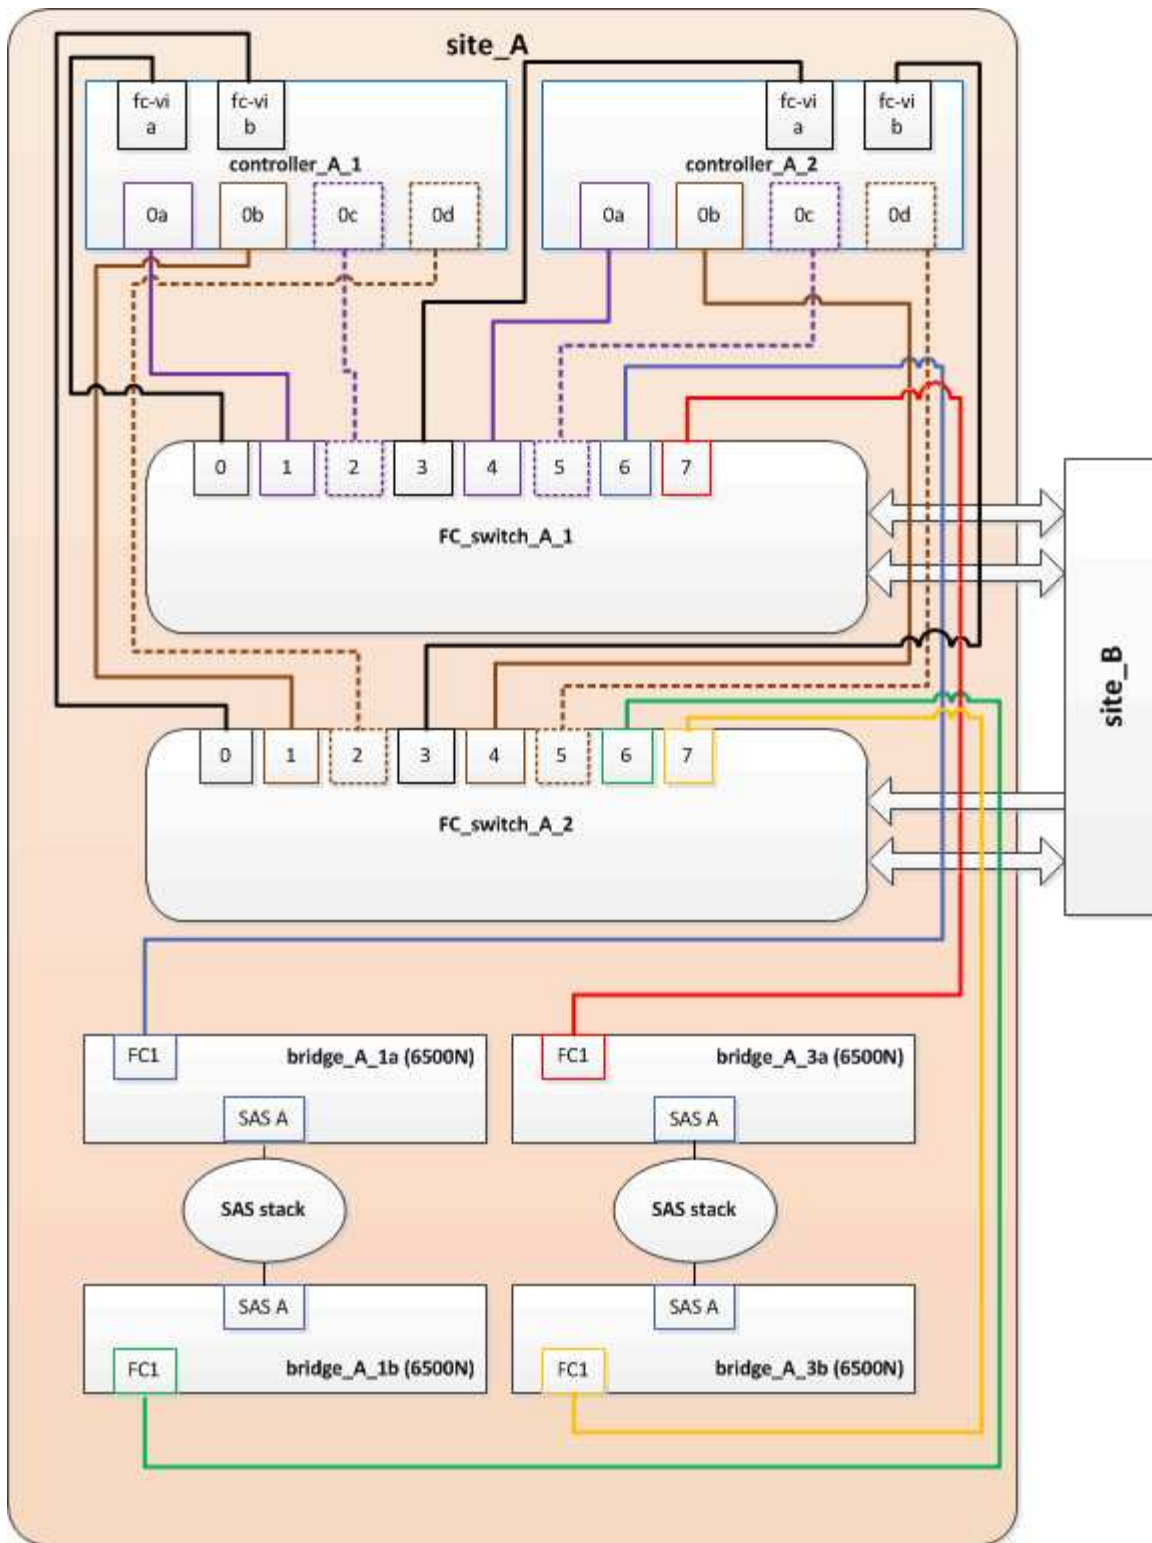 site_A
fc-vi
a
fc-vi
b
fc-vi
a
fc-vi
b
controller_A_1
controller_A_2
0a
0b
0c
0d
0a
0b
0c
0d
0
1
2
3
4
5
6
7
FC_switch_A_1
site_B
0
1
2
3
4
5
6
7
FC_switch_A_2
FC1
bridge_A_1a (6500N)
FC1
bridge_A_3a (6500N)
SAS A
SAS A
SAS stack
SAS stack
SAS A
SAS A
FC1
bridge_A_1b (6500N)
FC1
bridge_A_3b (6500N)